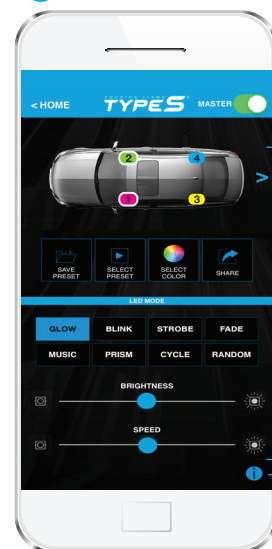 < HOME
TOURING ITEMS
TYPE S
MASTER
2
4
1
3
>
SAVE PRESET
SELECT PRESET
SELECT COLOR
SHARE
LED MODE
GLOW BLINK STROBE FADE
MUSIC PRISM CYCLE RANDOM
BRIGHTNESS
SPEED
i